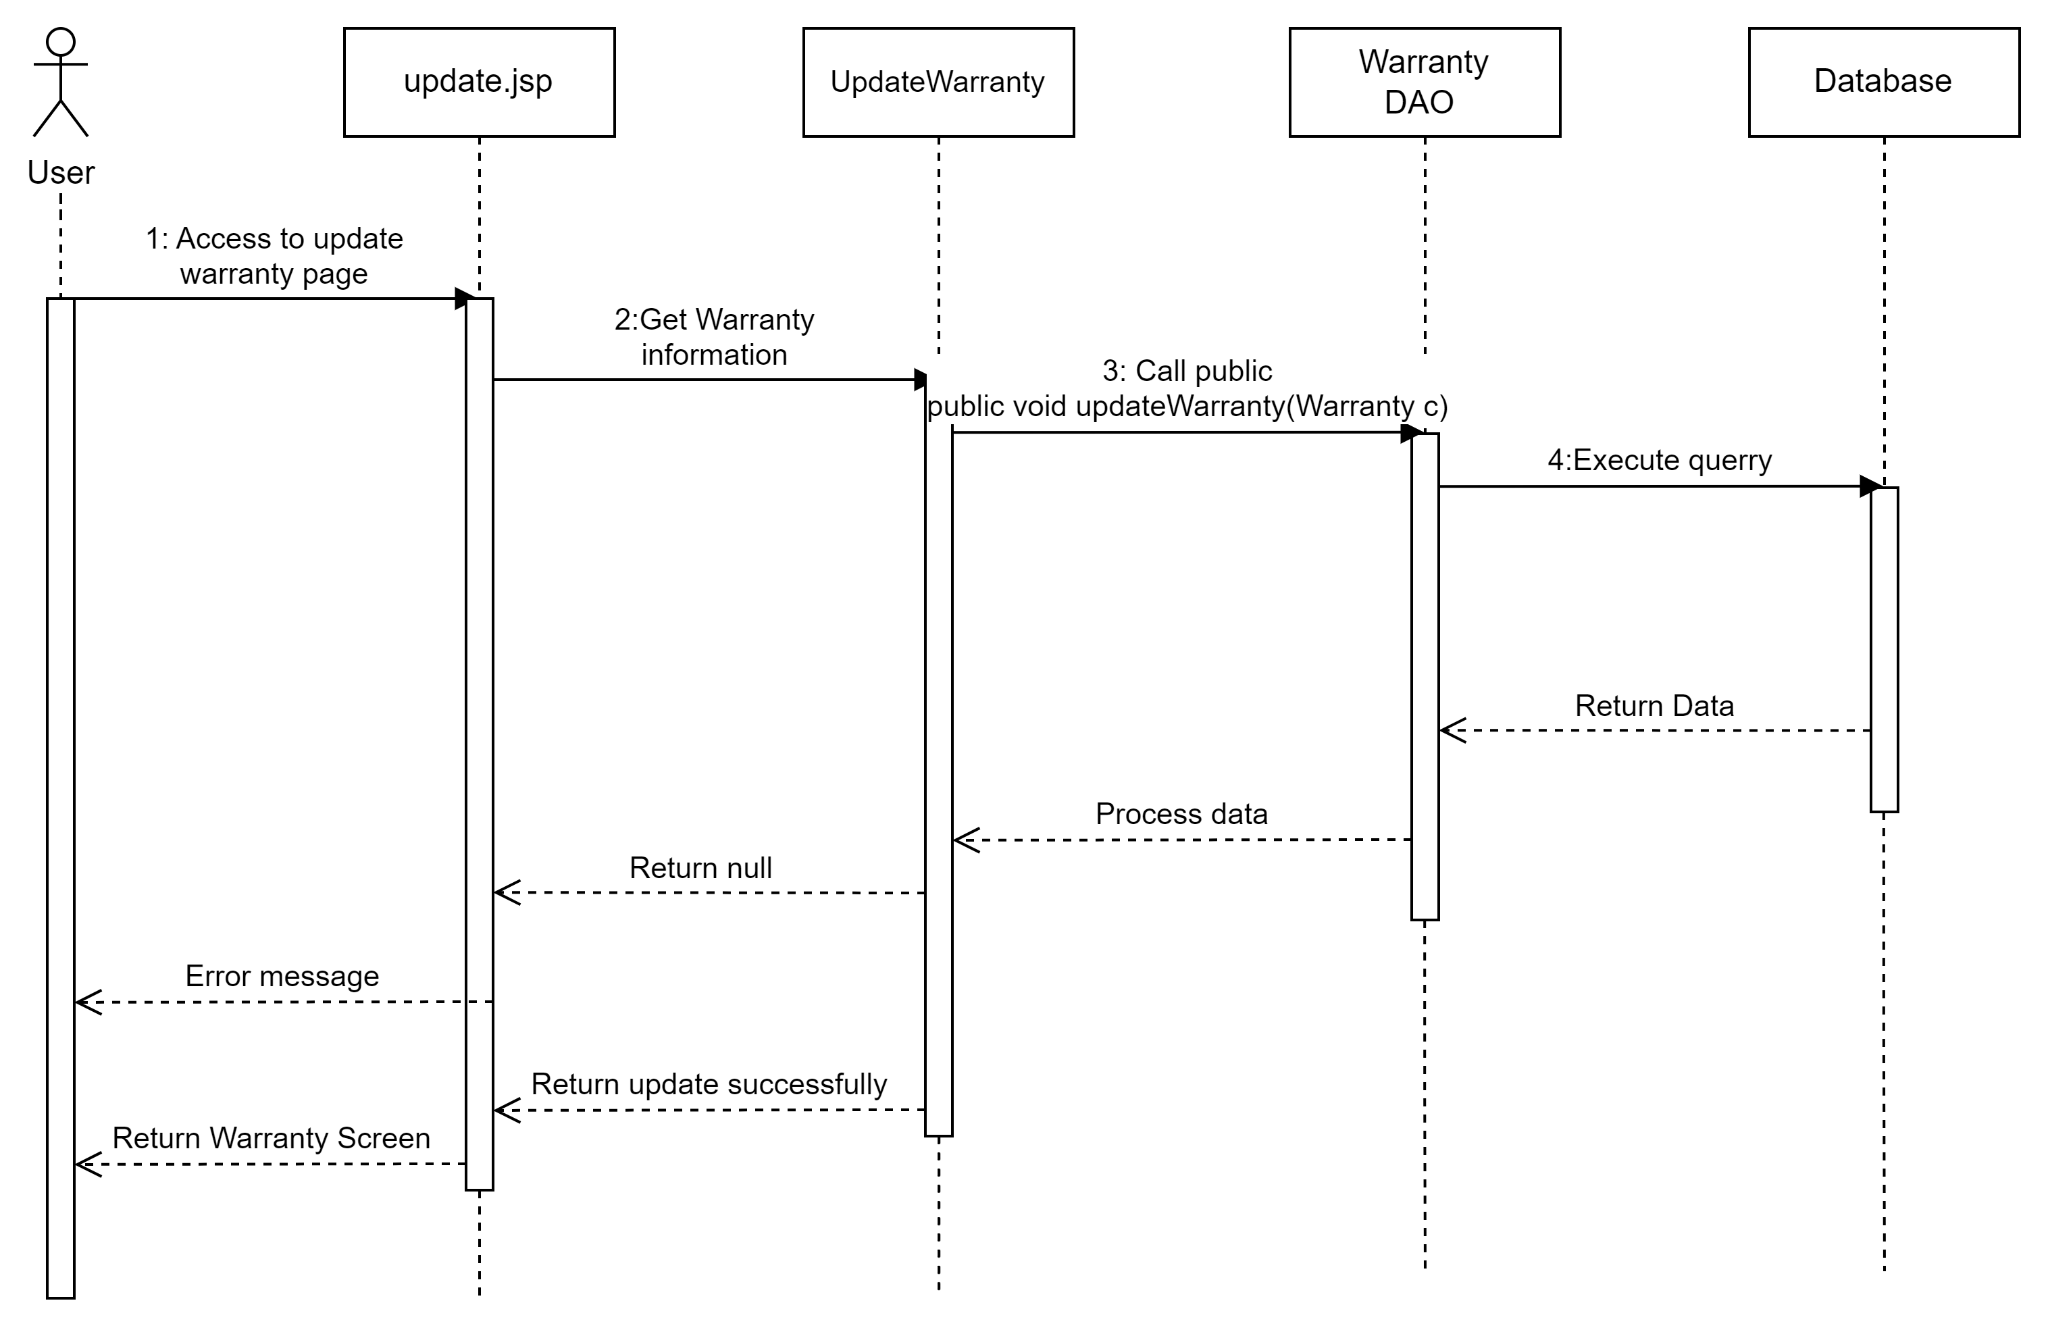 update.jsp
UpdateWarranty
Warranty
DAO
Database
User
1: Access to update
warranty page
2:Get Warranty
information
3: Call public
public void updateWarranty(Warranty c)
4:Execute querry
Return Data
Process data
Return null
Error message
Return update successfully
Return Warranty Screen